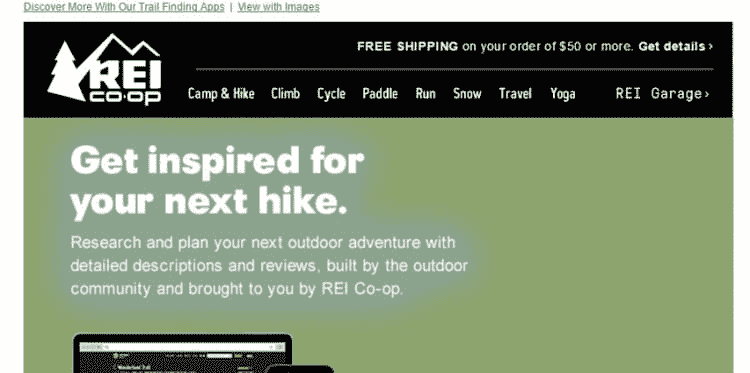 Discover More With Our Trail Finding Apps | View with Images
FREE SHIPPING on your order of $50 or more. Get details ›
REI
co·op
Camp & Hike Climb Cycle Paddle Run Snow Travel Yoga REI Garage ›
Get inspired for
your next hike.
Research and plan your next outdoor adventure with
detailed descriptions and reviews, built by the outdoor
community and brought to you by REI Co-op.